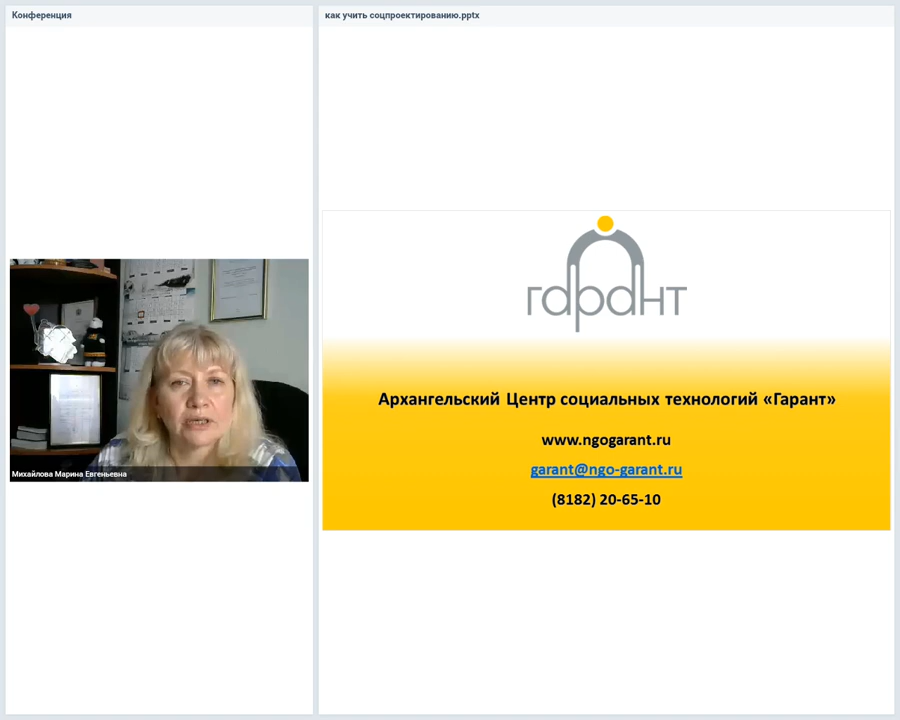 Конференция
как учить соцпроектированию.pptx
гарант
Архангельский Центр социальных технологий «Гарант»
www.ngogarant.ru
garant@ngo-garant.ru
(8182) 20-65-10
Михайлова Марина Евгеньевна